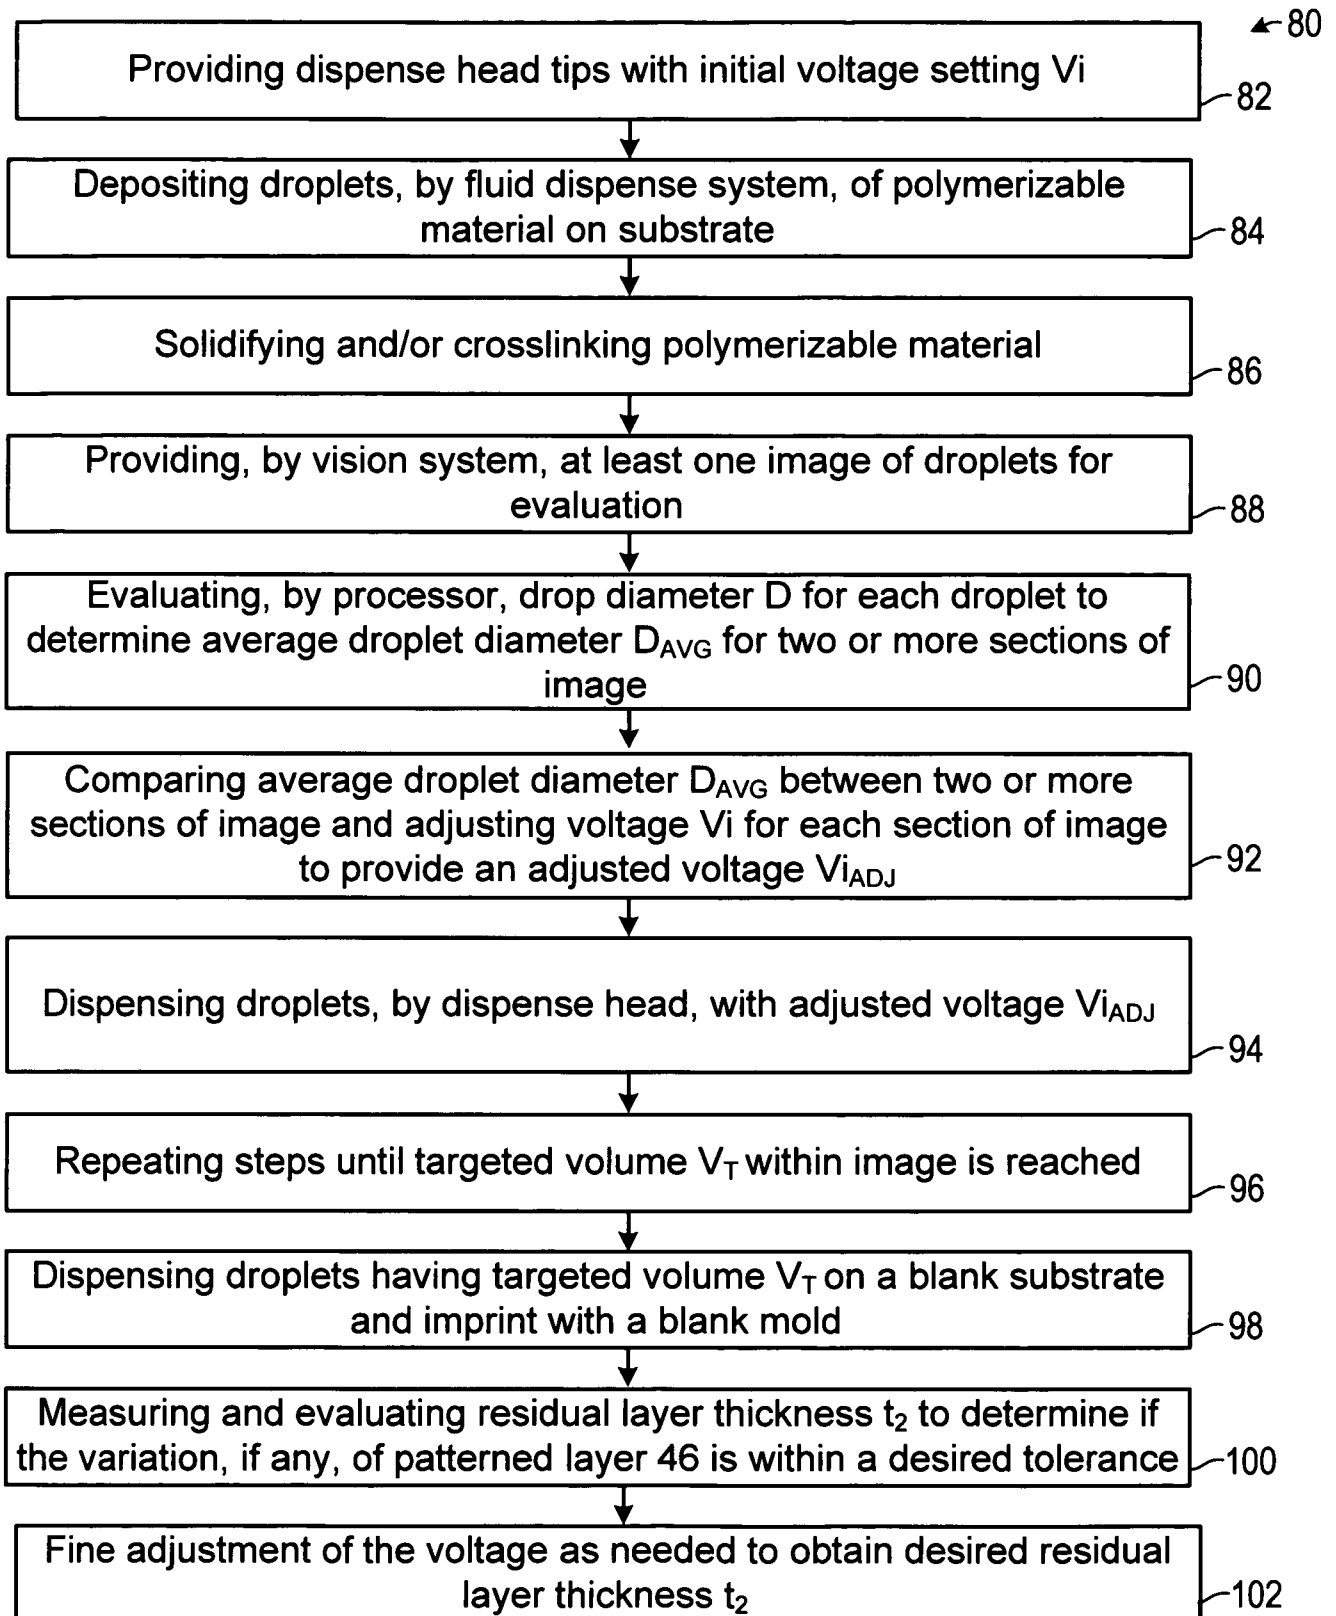 80
Providing dispense head tips with initial voltage setting Vi
82
Depositing droplets, by fluid dispense system, of polymerizable
material on substrate
84
Solidifying and/or crosslinking polymerizable material
86
Providing, by vision system, at least one image of droplets for
evaluation
88
Evaluating, by processor, drop diameter D for each droplet to
determine average droplet diameter DAVG for two or more sections of
image
90
Comparing average droplet diameter DAVG between two or more
sections of image and adjusting voltage Vi for each section of image
to provide an adjusted voltage ViADJ
92
Dispensing droplets, by dispense head, with adjusted voltage ViADJ
94
Repeating steps until targeted volume VT within image is reached
96
Dispensing droplets having targeted volume VT on a blank substrate
and imprint with a blank mold
98
Measuring and evaluating residual layer thickness t2 to determine if
the variation, if any, of patterned layer 46 is within a desired tolerance
100
Fine adjustment of the voltage as needed to obtain desired residual
layer thickness t2
102